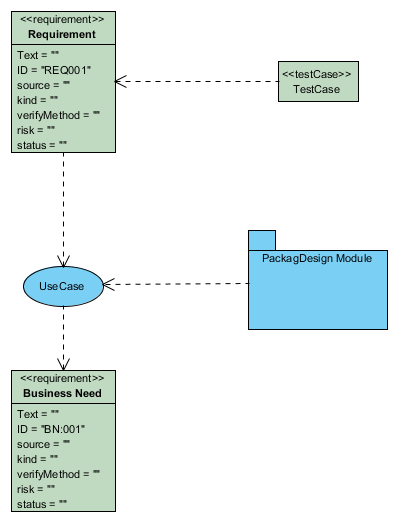 <<requirement>>
Requirement
Text = ""
ID = "REQ001"
source = ""
kind = ""
verifyMethod = ""
risk = ""
status = ""
<<testCase>>
TestCase
UseCase
PackagDesign Module
<<requirement>>
Business Need
Text = ""
ID = "BN:001"
source = ""
kind = ""
verifyMethod = ""
risk = ""
status = ""